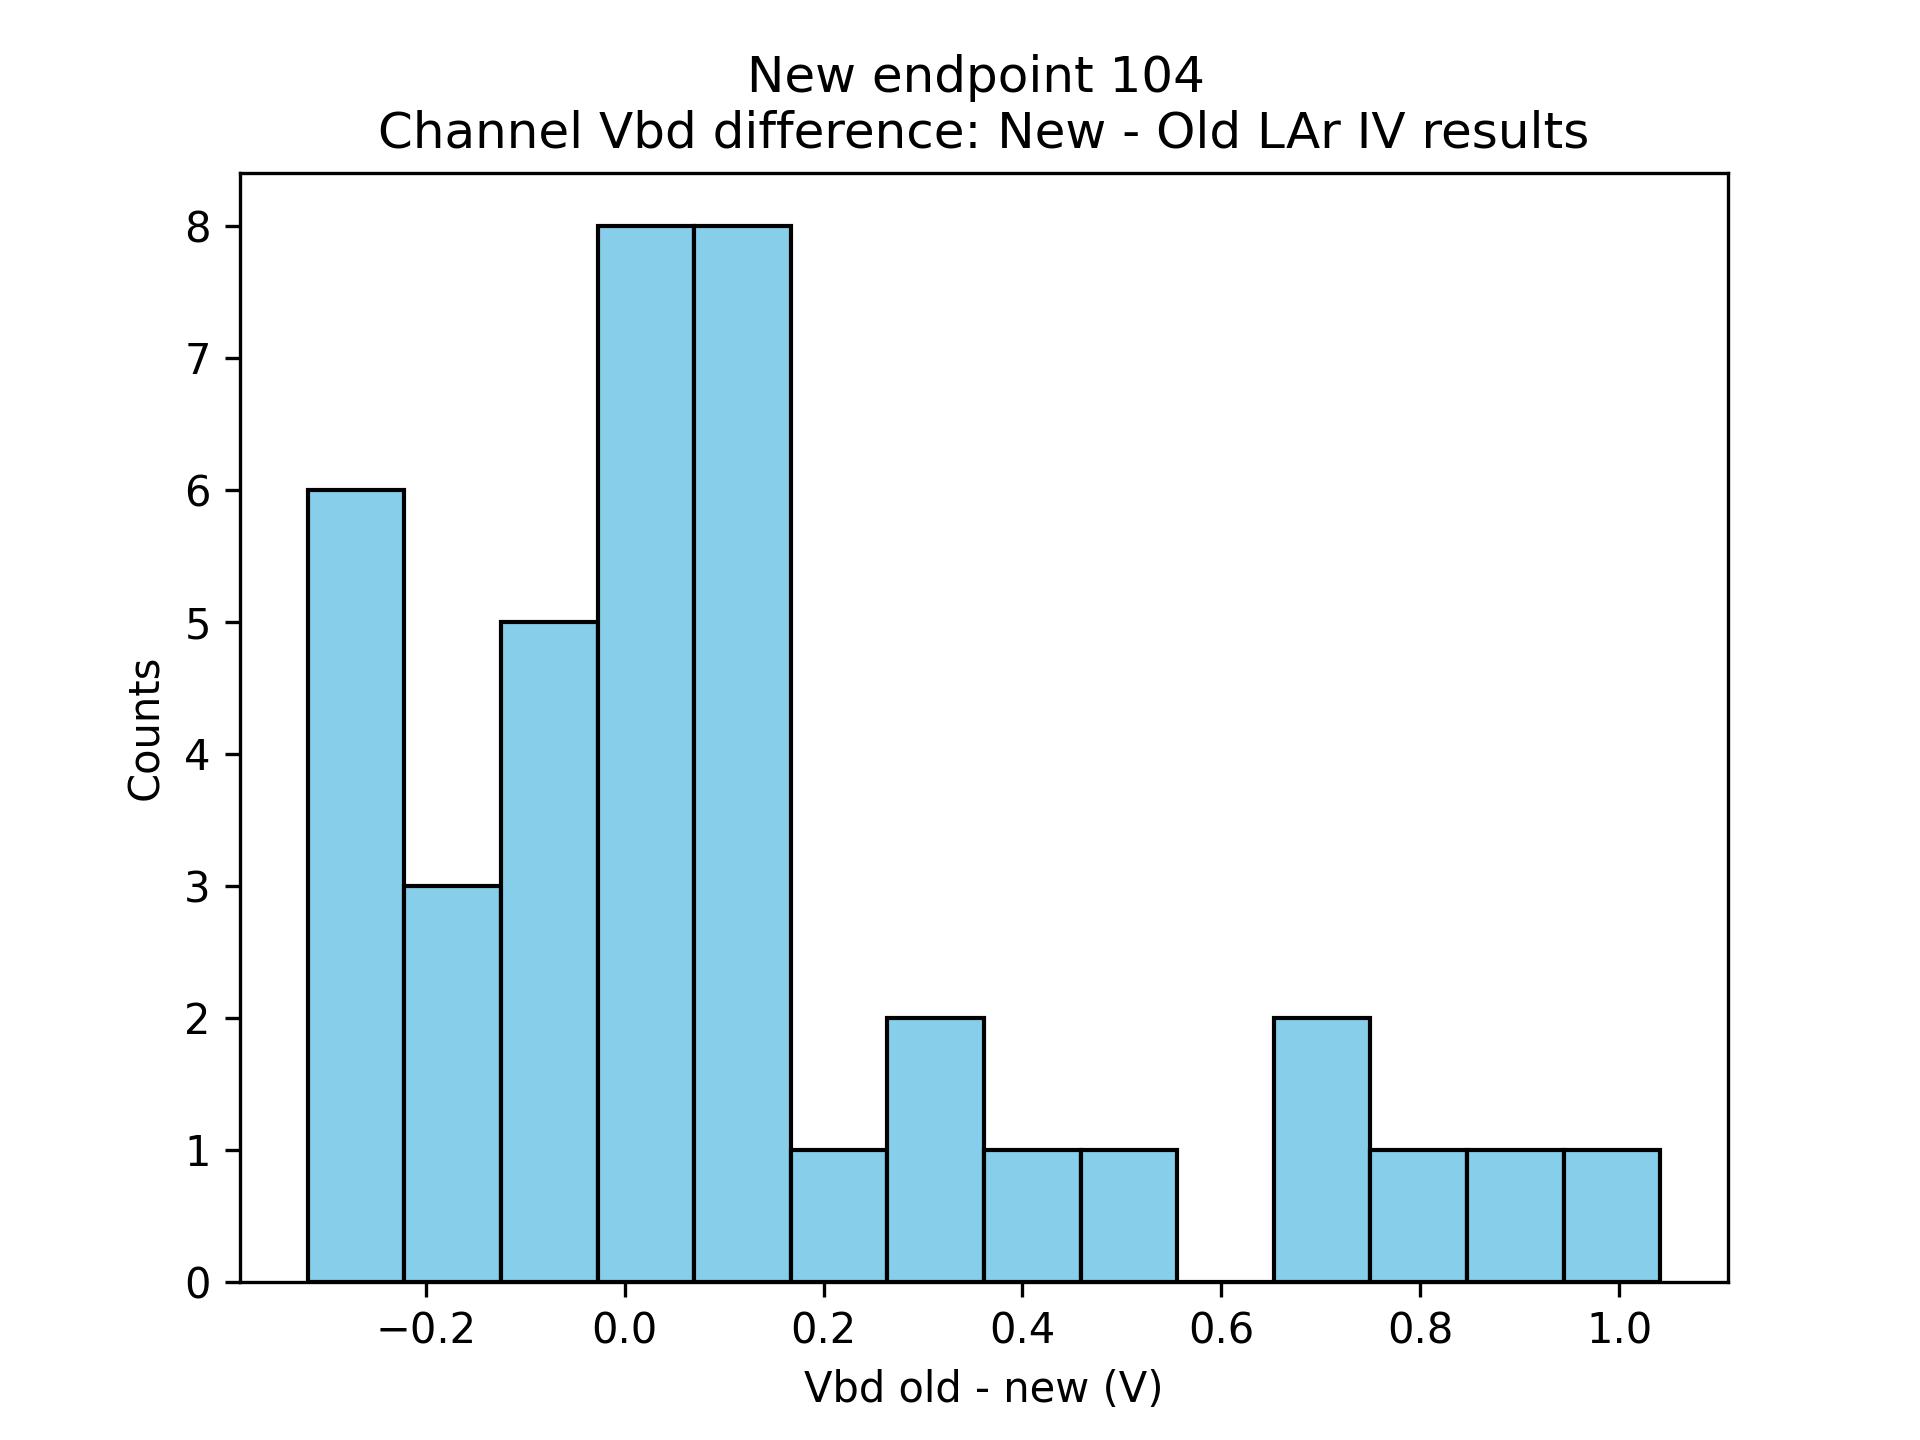 New endpoint 104
Channel Vbd difference: New - Old LAr IV results
8
7
6
5
4
3
2
1
0
Counts
−0.2 0.0 0.2 0.4 0.6 0.8 1.0
Vbd old - new (V)